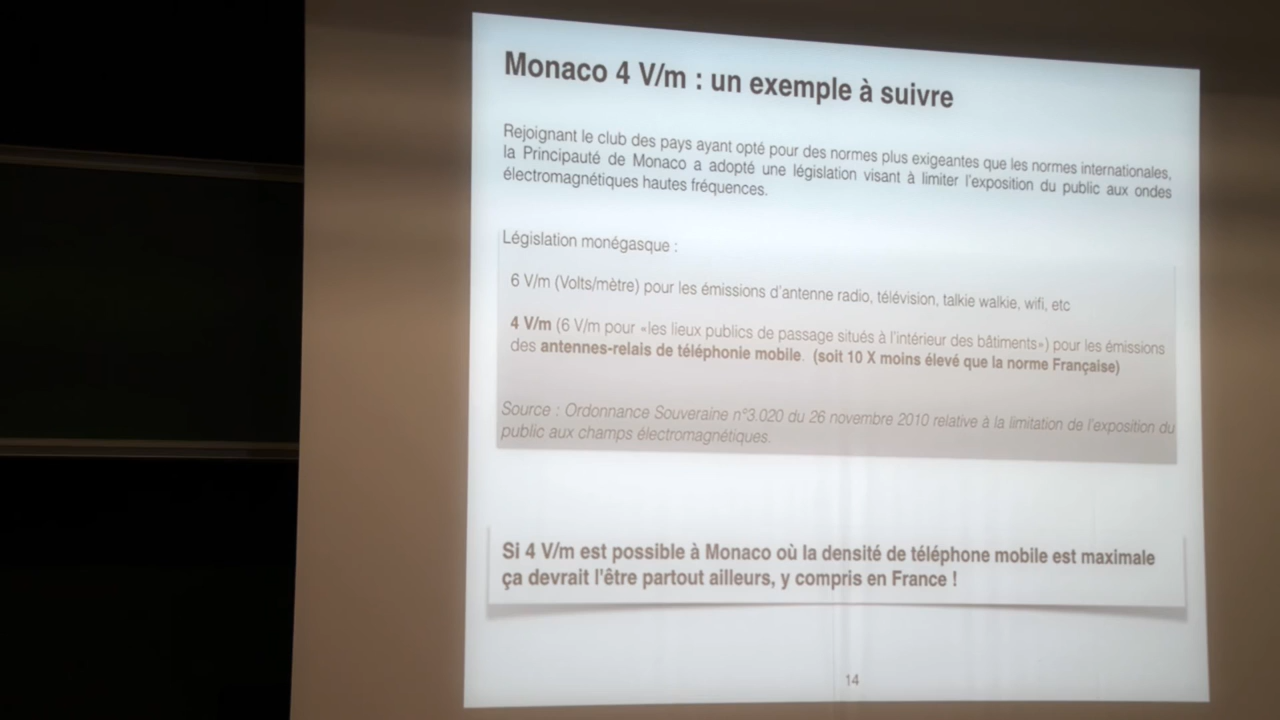 Monaco 4 V/m : un exemple à suivre
Rejoignant le club des pays ayant opté pour des normes plus exigeantes que les normes internationales,
la Principauté de Monaco a adopté une législation visant à limiter l'exposition du public aux ondes
électromagnétiques hautes fréquences.
Législation monégasque :
6 V/m (Volts/mètre) pour les émissions d'antenne radio, télévision, talkie walkie, wifi, etc
4 V/m (6 V/m pour «les lieux publics de passage situés à l'intérieur des bâtiments») pour les émissions
des antennes-relais de téléphonie mobile. (soit 10 X moins élevé que la norme Française)
Source : Ordonnance Souveraine n°3.020 du 26 novembre 2010 relative à la limitation de l'exposition du
public aux champs électromagnétiques.
Si 4 V/m est possible à Monaco où la densité de téléphone mobile est maximale
ça devrait l'être partout ailleurs, y compris en France !
14